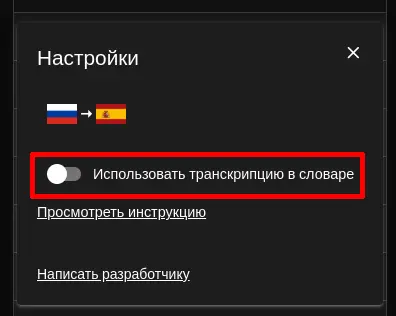 Настройки
Использовать транскрипцию в словаре
Просмотреть инструкцию
Написать разработчику